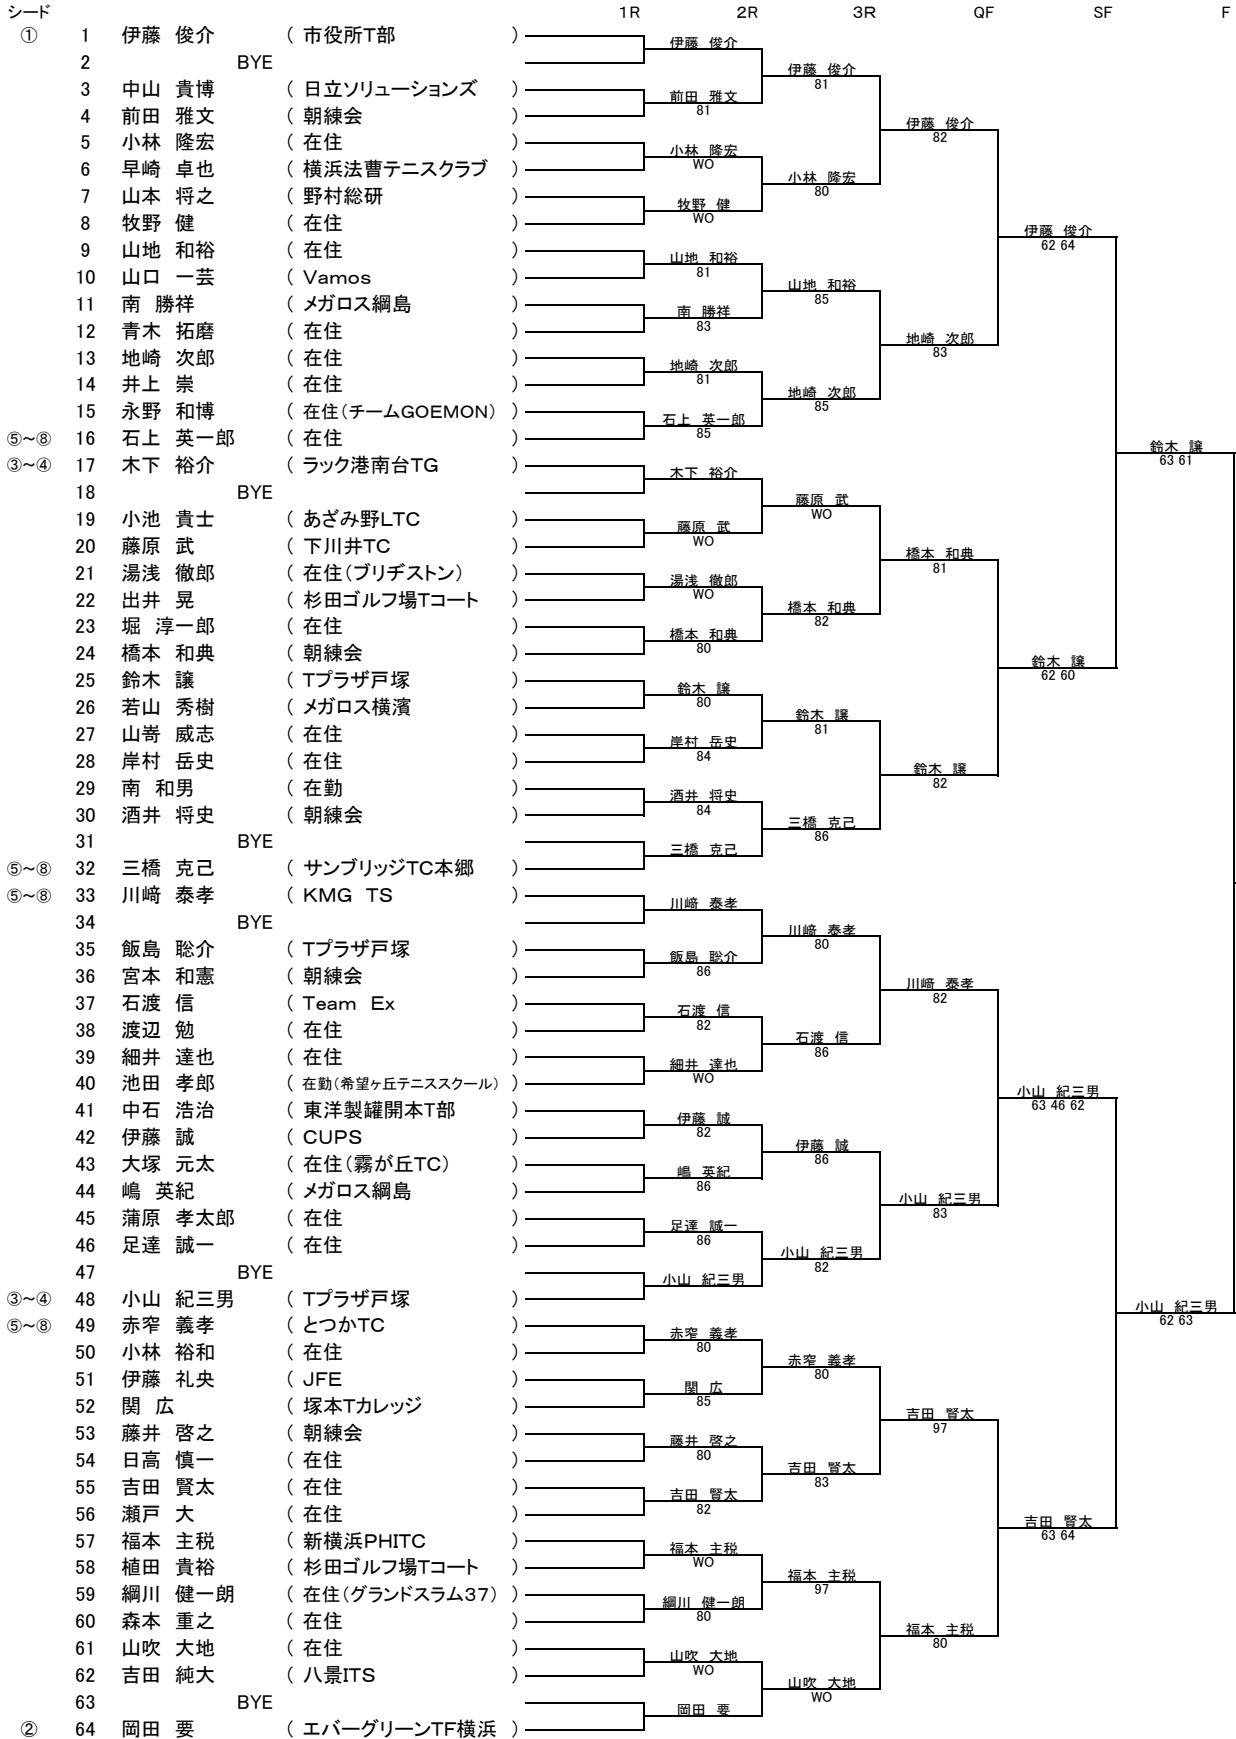 シード 1R 2R 3R QF SF F
① 1 伊藤 俊介 ( 市役所T部 )
伊藤 俊介
2 BYE
伊藤 俊介
81
3 中山 貴博 ( 日立ソリューションズ )
前田 雅文
81
4 前田 雅文 ( 朝練会 )
伊藤 俊介
82
5 小林 隆宏 ( 在住 )
小林 隆宏
WO
6 早崎 卓也 ( 横浜法曹テニスクラブ )
小林 隆宏
80
7 山本 将之 ( 野村総研 )
牧野 健
WO
8 牧野 健 ( 在住 )
伊藤 俊介
62 64
9 山地 和裕 ( 在住 )
山地 和裕
81
10 山口 一芸 ( Vamos )
山地 和裕
85
11 南 勝祥 ( メガロス綱島 )
南 勝祥
83
12 青木 拓磨 ( 在住 )
地崎 次郎
83
13 地崎 次郎 ( 在住 )
地崎 次郎
81
14 井上 崇 ( 在住 )
地崎 次郎
85
15 永野 和博 ( 在住(チームGOEMON) )
石上 英一郎
85
⑤~⑧ 16 石上 英一郎 ( 在住 )
鈴木 譲
63 61
③~④ 17 木下 裕介 ( ラック港南台TG )
木下 裕介
18 BYE
藤原 武
WO
19 小池 貴士 ( あざみ野LTC )
藤原 武
WO
20 藤原 武 ( 下川井TC )
橋本 和典
81
21 湯浅 徹郎 ( 在住(ブリヂストン) )
湯浅 徹郎
WO
22 出井 晃 ( 杉田ゴルフ場Tコート )
橋本 和典
82
23 堀 淳一郎 ( 在住 )
橋本 和典
80
24 橋本 和典 ( 朝練会 )
鈴木 譲
62 60
25 鈴木 譲 ( Tプラザ戸塚 )
鈴木 譲
80
26 若山 秀樹 ( メガロス横濱 )
鈴木 譲
81
27 山嵜 威志 ( 在住 )
岸村 岳史
84
28 岸村 岳史 ( 在住 )
鈴木 譲
82
29 南 和男 ( 在勤 )
酒井 将史
84
30 酒井 将史 ( 朝練会 )
三橋 克己
86
31 BYE
三橋 克己
⑤~⑧ 32 三橋 克己 ( サンブリッジTC本郷 )
⑤~⑧ 33 川﨑 泰孝 ( KMG TS )
川﨑 泰孝
34 BYE
川﨑 泰孝
80
35 飯島 聡介 ( Tプラザ戸塚 )
飯島 聡介
86
36 宮本 和憲 ( 朝練会 )
川﨑 泰孝
82
37 石渡 信 ( Team Ex )
石渡 信
82
38 渡辺 勉 ( 在住 )
石渡 信
86
39 細井 達也 ( 在住 )
細井 達也
WO
40 池田 孝郎 ( 在勤(希望ヶ丘テニススクール) )
小山 紀三男
63 46 62
41 中石 浩治 ( 東洋製罐開本T部 )
伊藤 誠
82
42 伊藤 誠 ( CUPS )
伊藤 誠
86
43 大塚 元太 ( 在住(霧が丘TC) )
嶋 英紀
86
44 嶋 英紀 ( メガロス綱島 )
小山 紀三男
83
45 蒲原 孝太郎 ( 在住 )
足達 誠一
86
46 足達 誠一 ( 在住 )
小山 紀三男
82
47 BYE
小山 紀三男
③~④ 48 小山 紀三男 ( Tプラザ戸塚 )
小山 紀三男
62 63
⑤~⑧ 49 赤窄 義孝 ( とつかTC )
赤窄 義孝
80
50 小林 裕和 ( 在住 )
赤窄 義孝
80
51 伊藤 礼央 ( JFE )
関 広
85
52 関 広 ( 塚本Tカレッジ )
吉田 賢太
97
53 藤井 啓之 ( 朝練会 )
藤井 啓之
80
54 日高 慎一 ( 在住 )
吉田 賢太
83
55 吉田 賢太 ( 在住 )
吉田 賢太
82
56 瀬戸 大 ( 在住 )
吉田 賢太
63 64
57 福本 主税 ( 新横浜PHITC )
福本 主税
WO
58 植田 貴裕 ( 杉田ゴルフ場Tコート )
福本 主税
97
59 綱川 健一朗 ( 在住(グランドスラム37) )
綱川 健一朗
80
60 森本 重之 ( 在住 )
福本 主税
80
61 山吹 大地 ( 在住 )
山吹 大地
WO
62 吉田 純大 ( 八景ITS )
山吹 大地
WO
63 BYE
岡田 要
② 64 岡田 要 ( エバーグリーンTF横浜 )